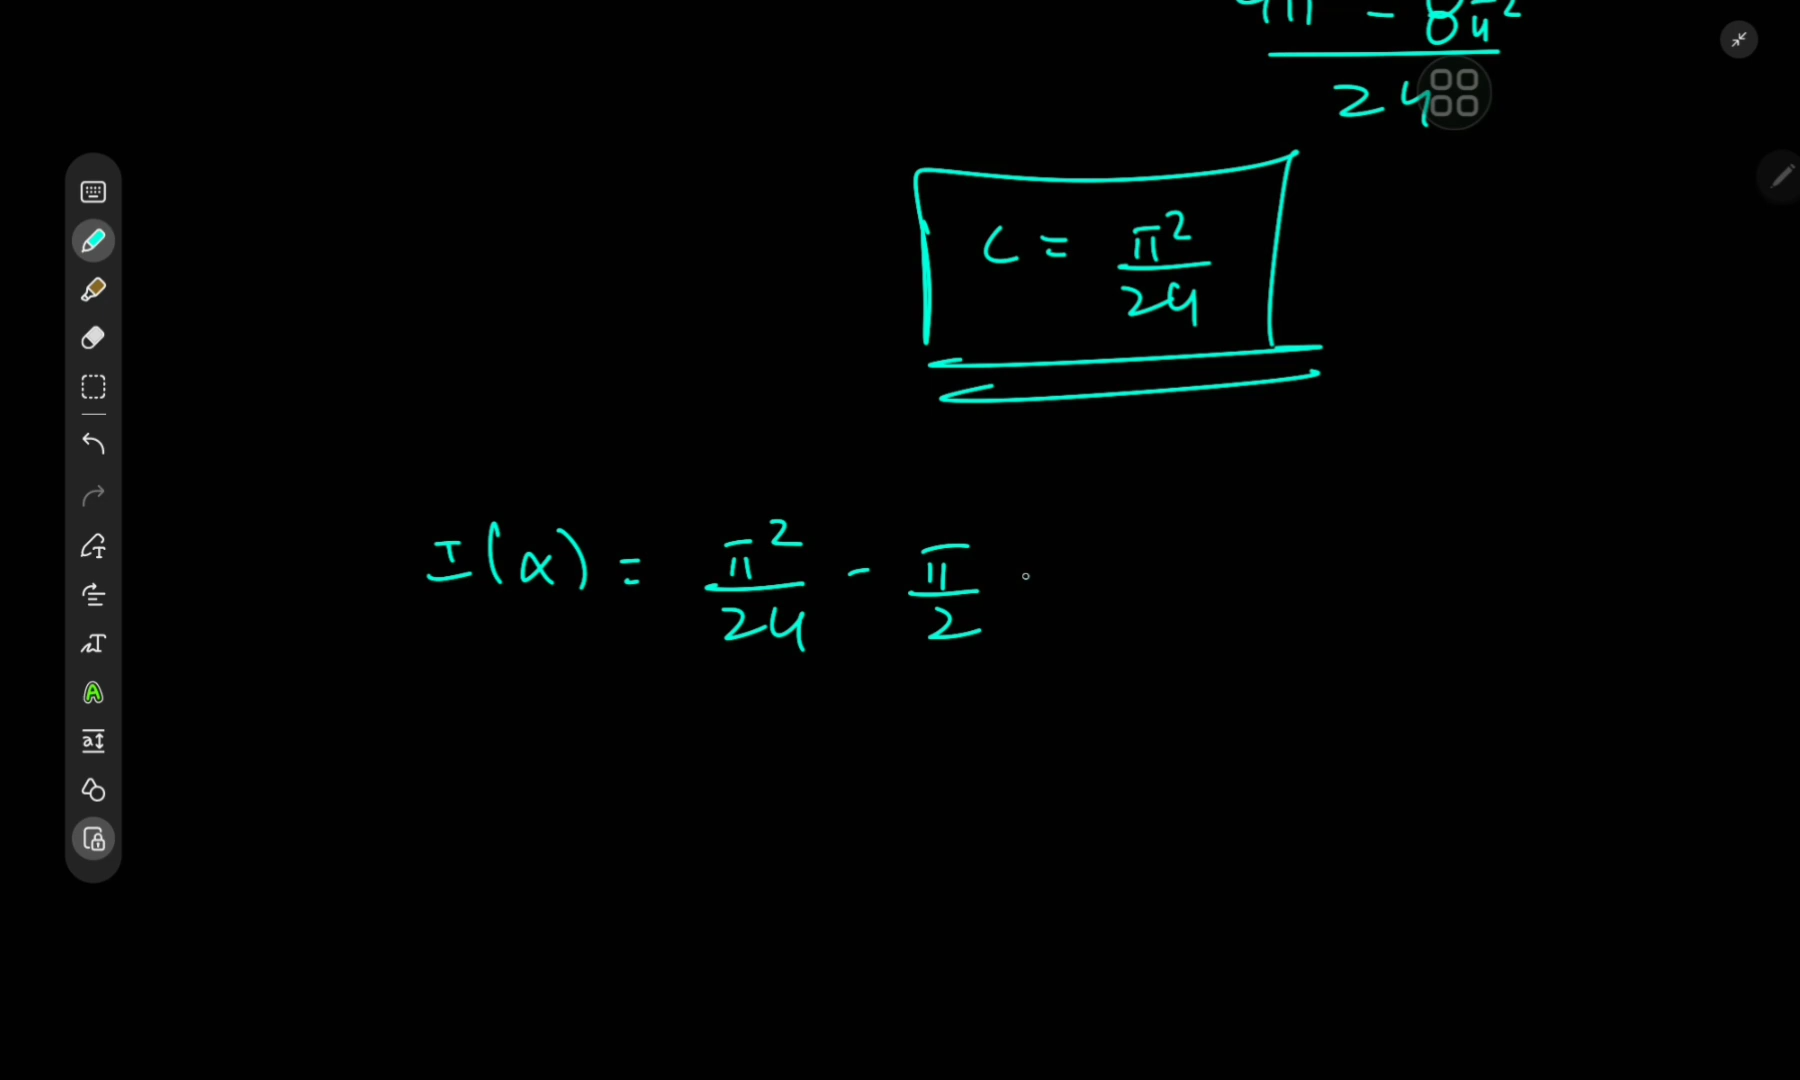 24
C = π²/24
I(α) = π²/24 - π/2